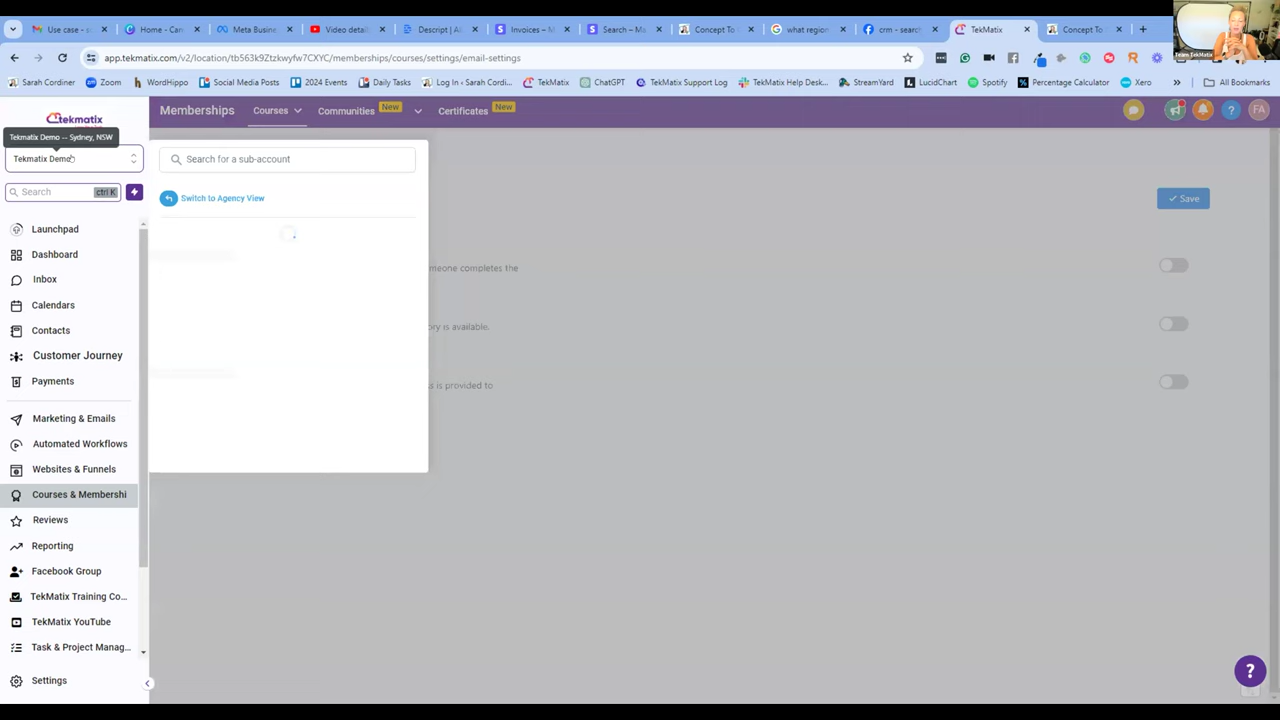 Use case - s
Home - Can
Meta Busine
Video detail
Descript | A
Invoices – M
Search – Ma
Concept To
what region
crm - search
TekMatix
Concept To
app.tekmatix.com/v2/location/tb563k9Ztzkwyfw7CXYC/memberships/courses/settings/email-settings
Sarah Cordiner
Zoom
WordHippo
Social Media Posts
2024 Events
Daily Tasks
Log In ‹ Sarah Cordi...
TekMatix
ChatGPT
TekMatix Support Log
TekMatix Help Desk...
StreamYard
LucidChart
Spotify
Percentage Calculator
Xero
All Bookmarks
Team TekMatix
tekmatix
Memberships
Courses
Communities
New
Certificates
New
FA
Tekmatix Demo -- Sydney, NSW
Tekmatix Demo
Search for a sub-account
Search
ctrl K
Switch to Agency View
Save
Launchpad
Dashboard
Inbox
Calendars
Contacts
Customer Journey
Payments
Marketing & Emails
Automated Workflows
Websites & Funnels
Courses & Membershi
Reviews
Reporting
Facebook Group
TekMatix Training Co...
TekMatix YouTube
Task & Project Manag...
Settings
meone completes the
ory is available.
s is provided to